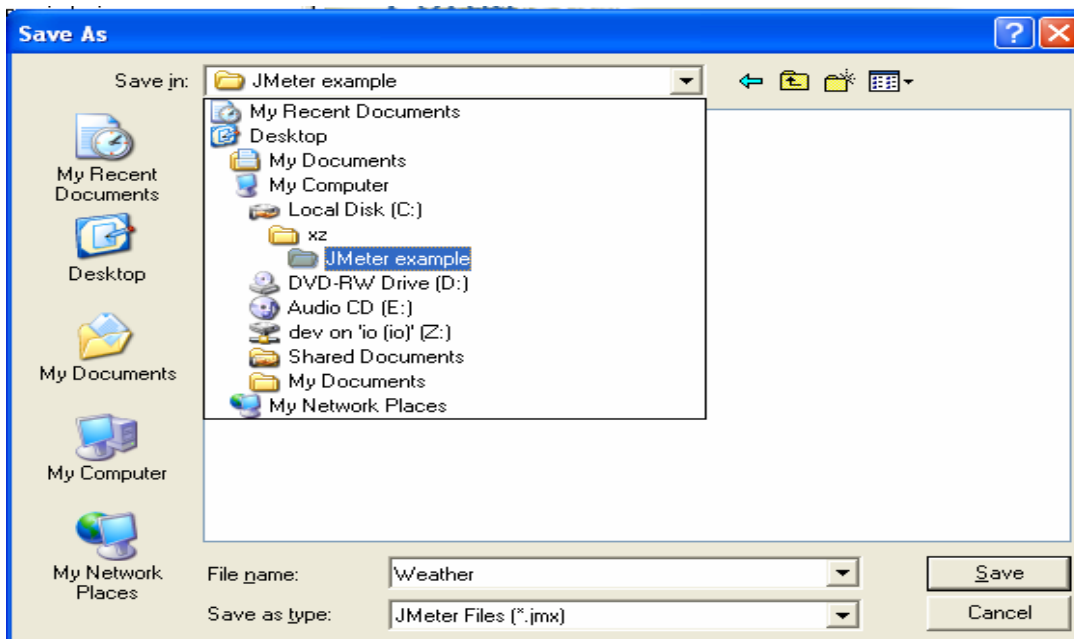 Save As
Save in:
JMeter example
My Recent Documents
Desktop
My Documents
My Computer
Local Disk (C:)
xz
JMeter example
DVD-RW Drive (D:)
Audio CD (E:)
dev on 'io (io)' (Z:)
Shared Documents
My Documents
My Network Places
My Recent
Documents
Desktop
My Documents
My Computer
My Network
Places
File name:
Weather
Save
Save as type:
JMeter Files (*.jmx)
Cancel